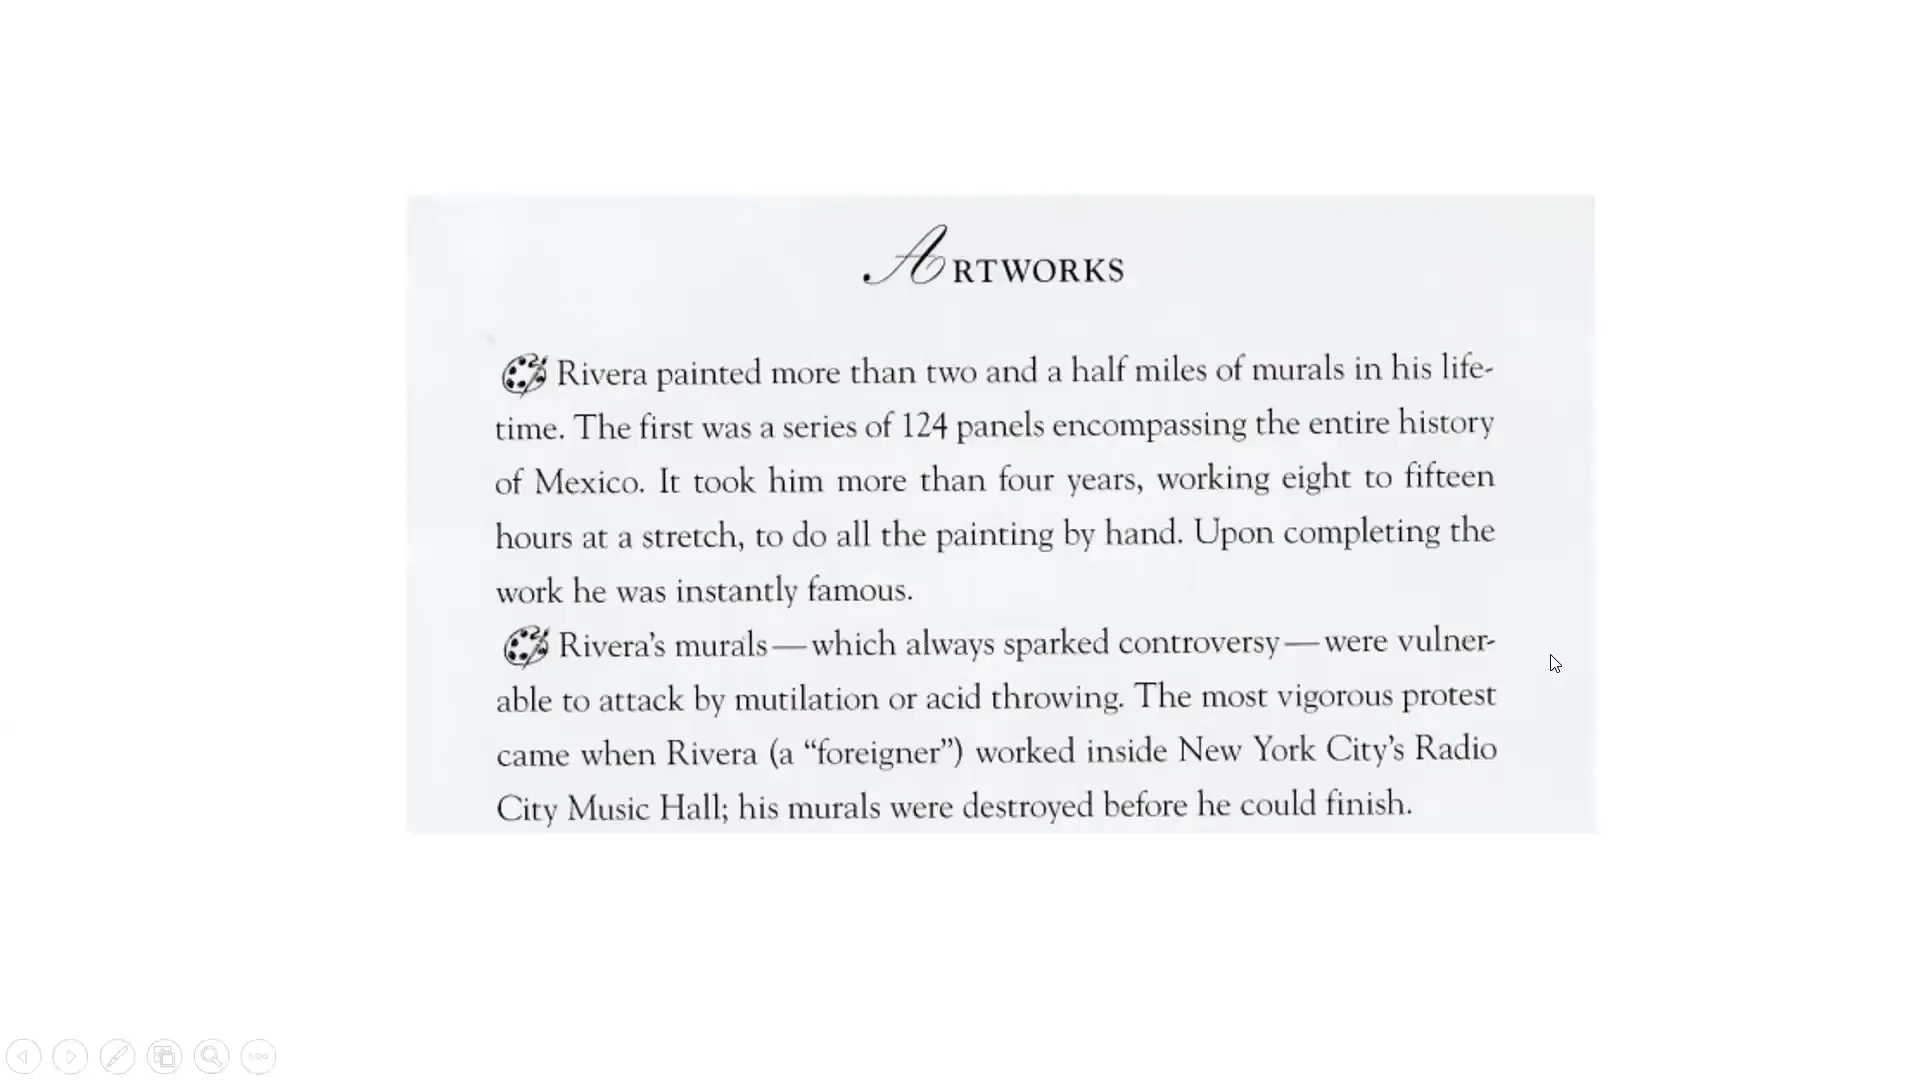 ARTWORKS
Rivera painted more than two and a half miles of murals in his life-
time. The first was a series of 124 panels encompassing the entire history
of Mexico. It took him more than four years, working eight to fifteen
hours at a stretch, to do all the painting by hand. Upon completing the
work he was instantly famous.
Rivera’s murals—which always sparked controversy—were vulner-
able to attack by mutilation or acid throwing. The most vigorous protest
came when Rivera (a “foreigner”) worked inside New York City’s Radio
City Music Hall; his murals were destroyed before he could finish.